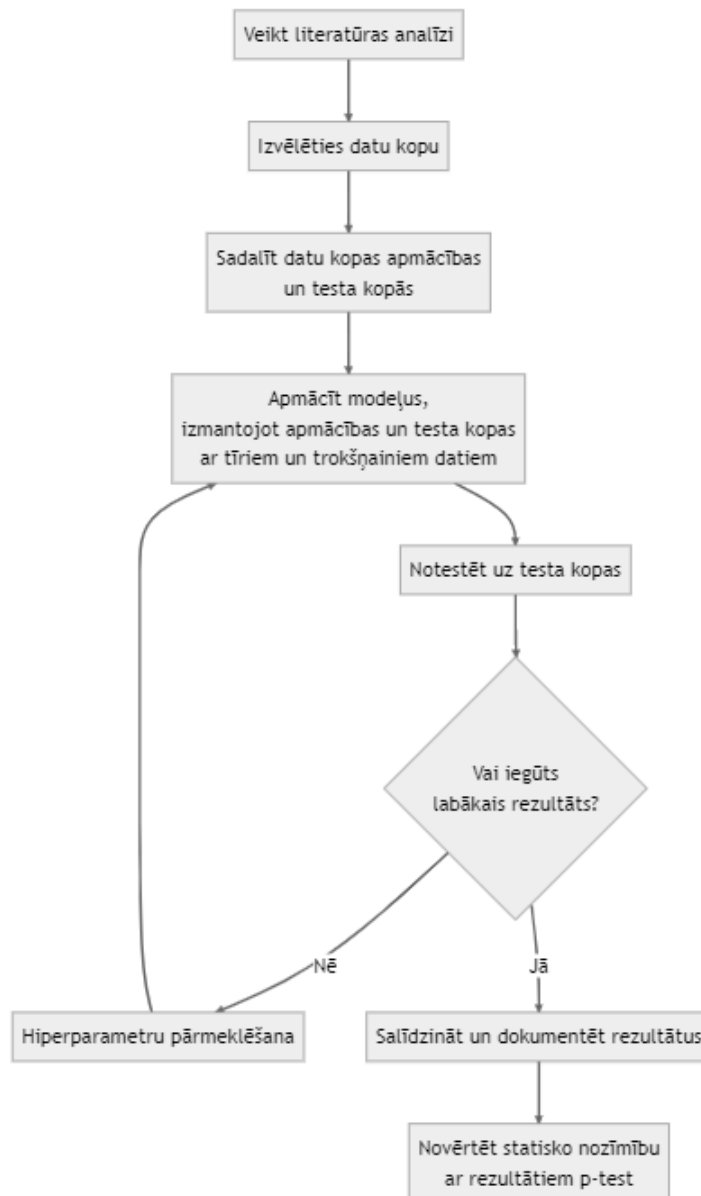 Veikt literatūras analīzi
Izvēlēties datu kopu
Sadalīt datu kopas apmācības
un testa kopās
Apmācīt modeļus,
izmantojot apmācības un testa kopas
ar tīriem un trokšņainiem datiem
Notestēt uz testa kopas
Vai iegūts
labākais rezultāts?
Nē
Jā
Hiperparametru pārmeklēšana
Salīdzināt un dokumentēt rezultātus
Novērtēt statisko nozīmību
ar rezultātiem p-test